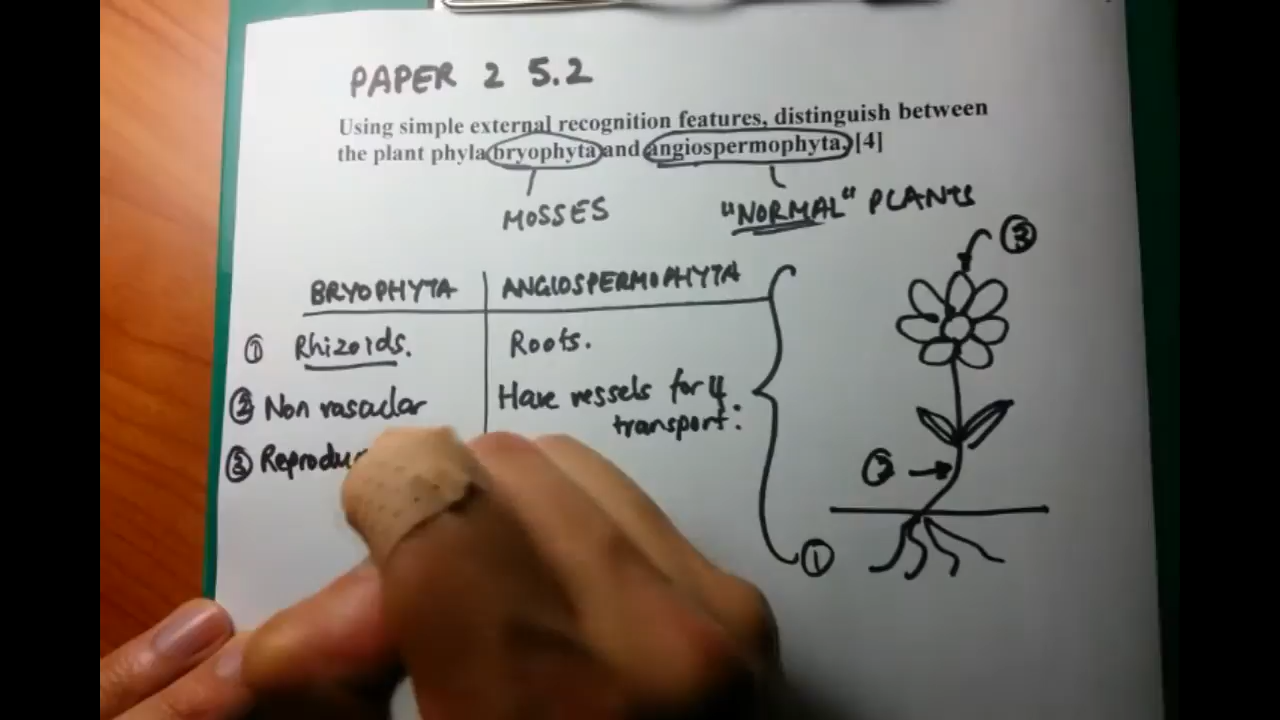 PAPER 2 5.2
Using simple external recognition features, distinguish between
the plant phyla bryophyta and angiospermophyta. [4]
MOSSES
"NORMAL" PLANTS
③
BRYOPHYTA ANGIOSPERMOPHYTA
① Rhizoids. Roots.
② Non vascular Have vessels for
transport.
③ Reprodu
②
①